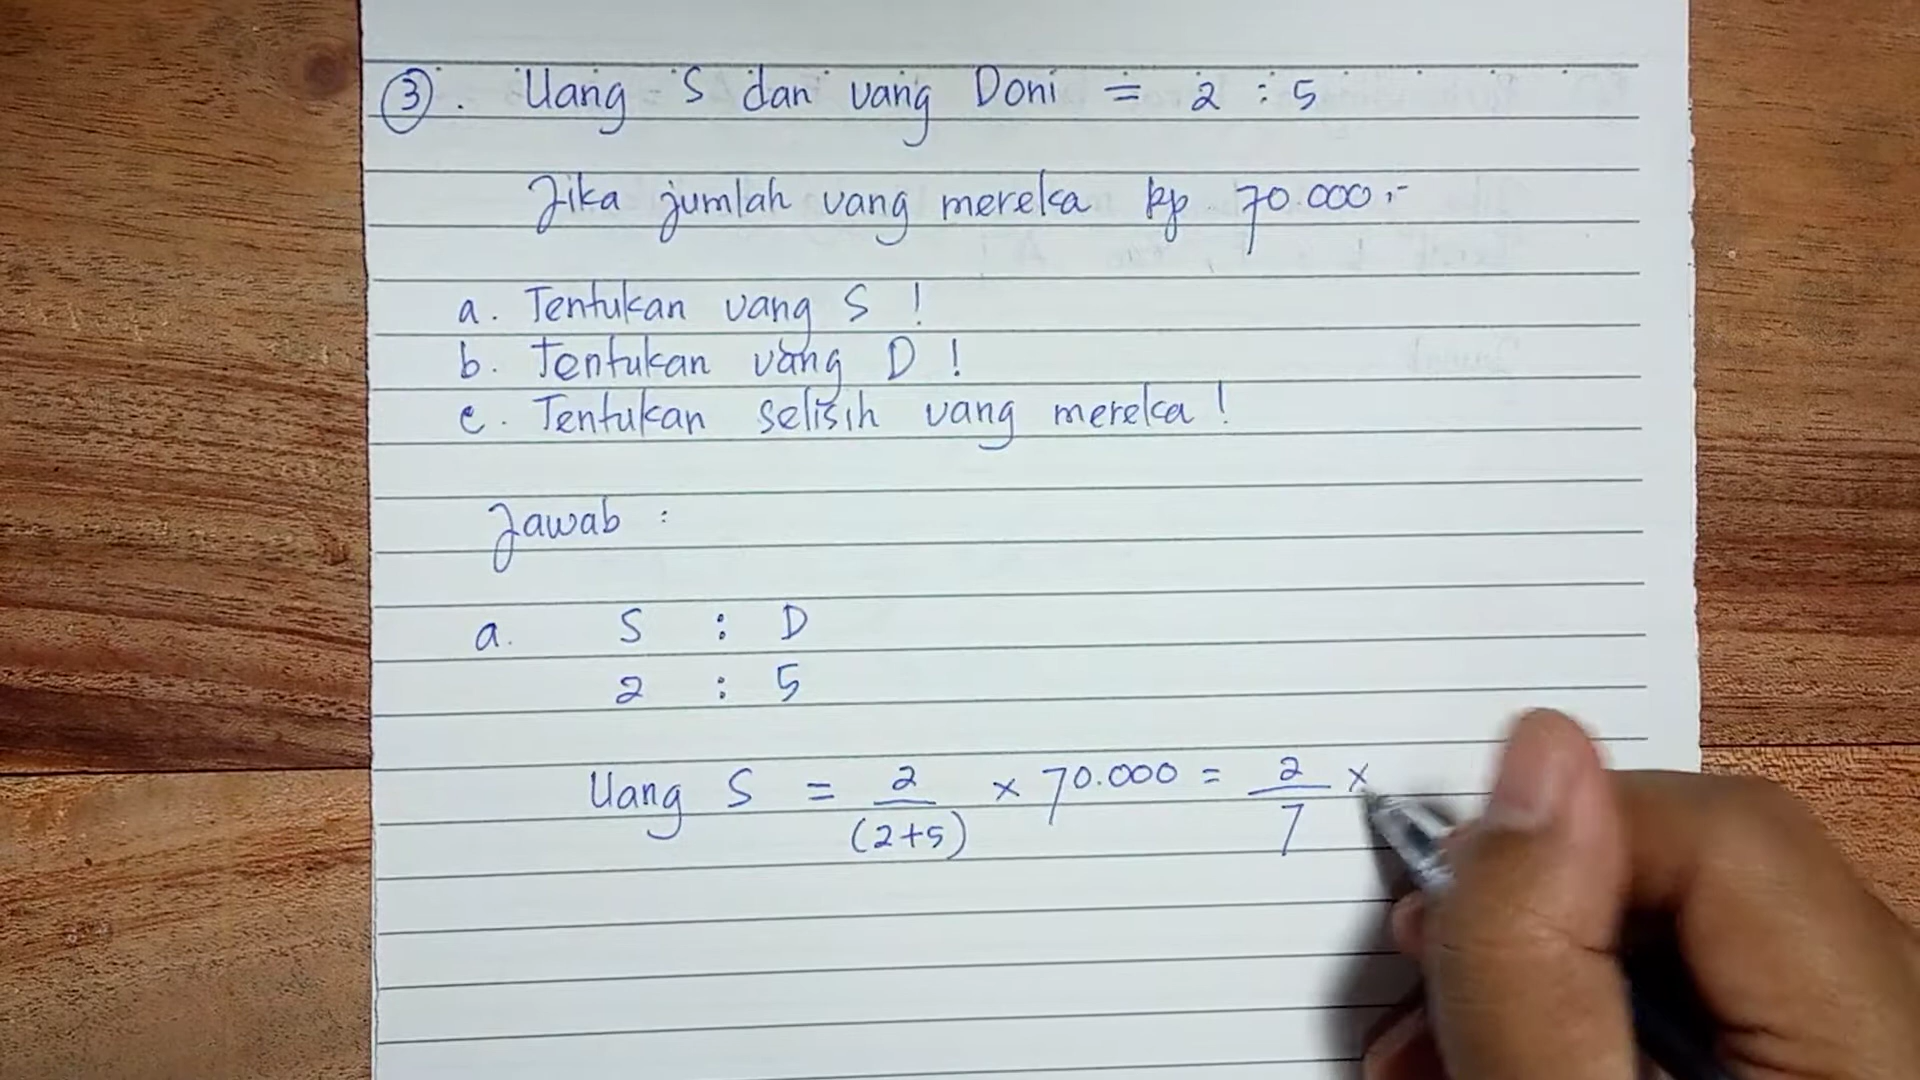 3. Uang S dan uang Doni = 2 : 5
Jika jumlah uang mereka Rp 70.000,-
a. Tentukan uang S !
b. Tentukan uang D !
c. Tentukan selisih uang mereka !
Jawab :
a. S : D
2 : 5
Uang S = 2/(2+5) x 70.000 = 2/7 x